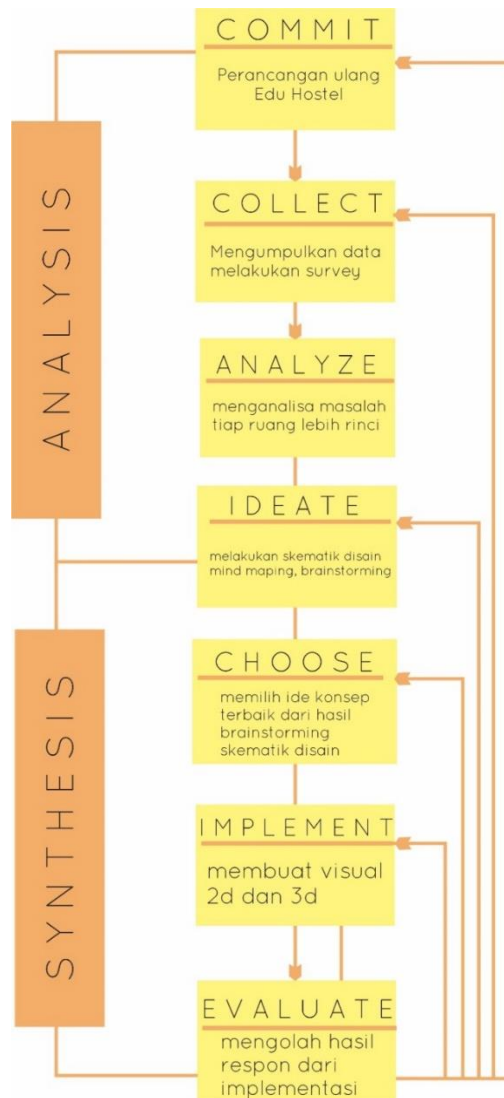 COMMIT
Perancangan ulang
Edu Hostel
ANALYSIS
COLLECT
Mengumpulkan data
melakukan survey
ANALYZE
menganalisa masalah
tiap ruang lebih rinci
IDEATE
melakukan skematik disain
mind maping, brainstorming
SYNTHESIS
CHOOSE
memilih ide konsep
terbaik dari hasil
brainstorming
skematik disain
IMPLEMENT
membuat visual
2d dan 3d
EVALUATE
mengolah hasil
respon dari
implementasi